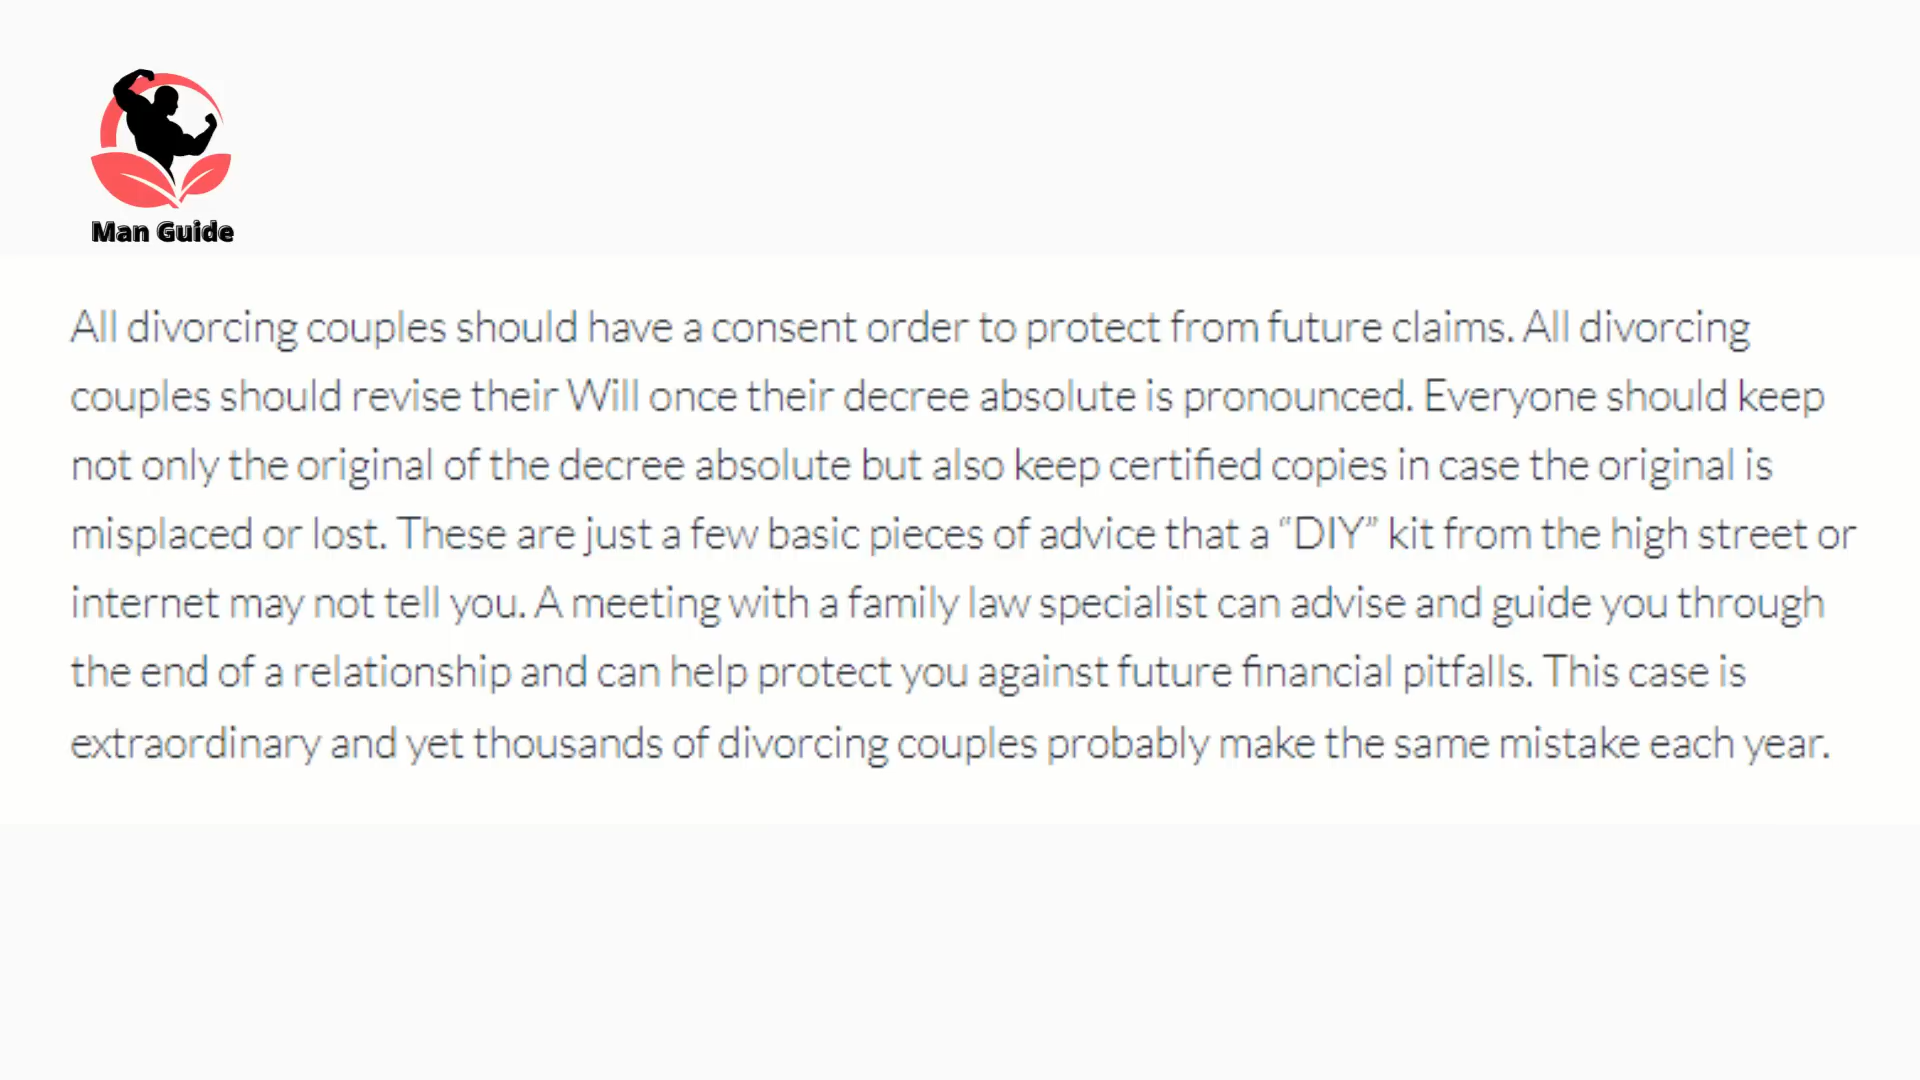 Man Guide
All divorcing couples should have a consent order to protect from future claims. All divorcing
couples should revise their Will once their decree absolute is pronounced. Everyone should keep
not only the original of the decree absolute but also keep certified copies in case the original is
misplaced or lost. These are just a few basic pieces of advice that a “DIY” kit from the high street or
internet may not tell you. A meeting with a family law specialist can advise and guide you through
the end of a relationship and can help protect you against future financial pitfalls. This case is
extraordinary and yet thousands of divorcing couples probably make the same mistake each year.